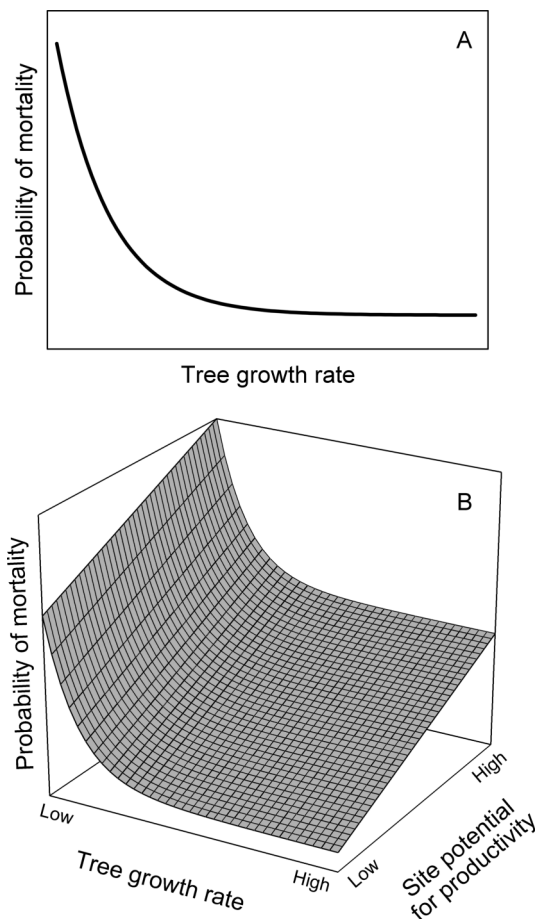 A
Probability of mortality
Tree growth rate
B
Probability of mortality
Low
Tree growth rate
High
Low
High
Site potential
for productivity